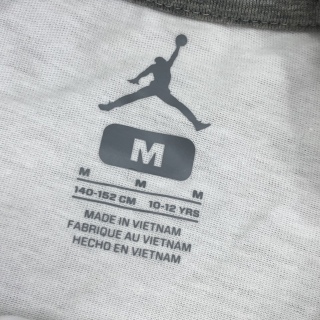 M
M M M
140-152 CM 10-12 YRS
MADE IN VIETNAM
FABRIQUE AU VIETNAM
HECHO EN VIETNAM